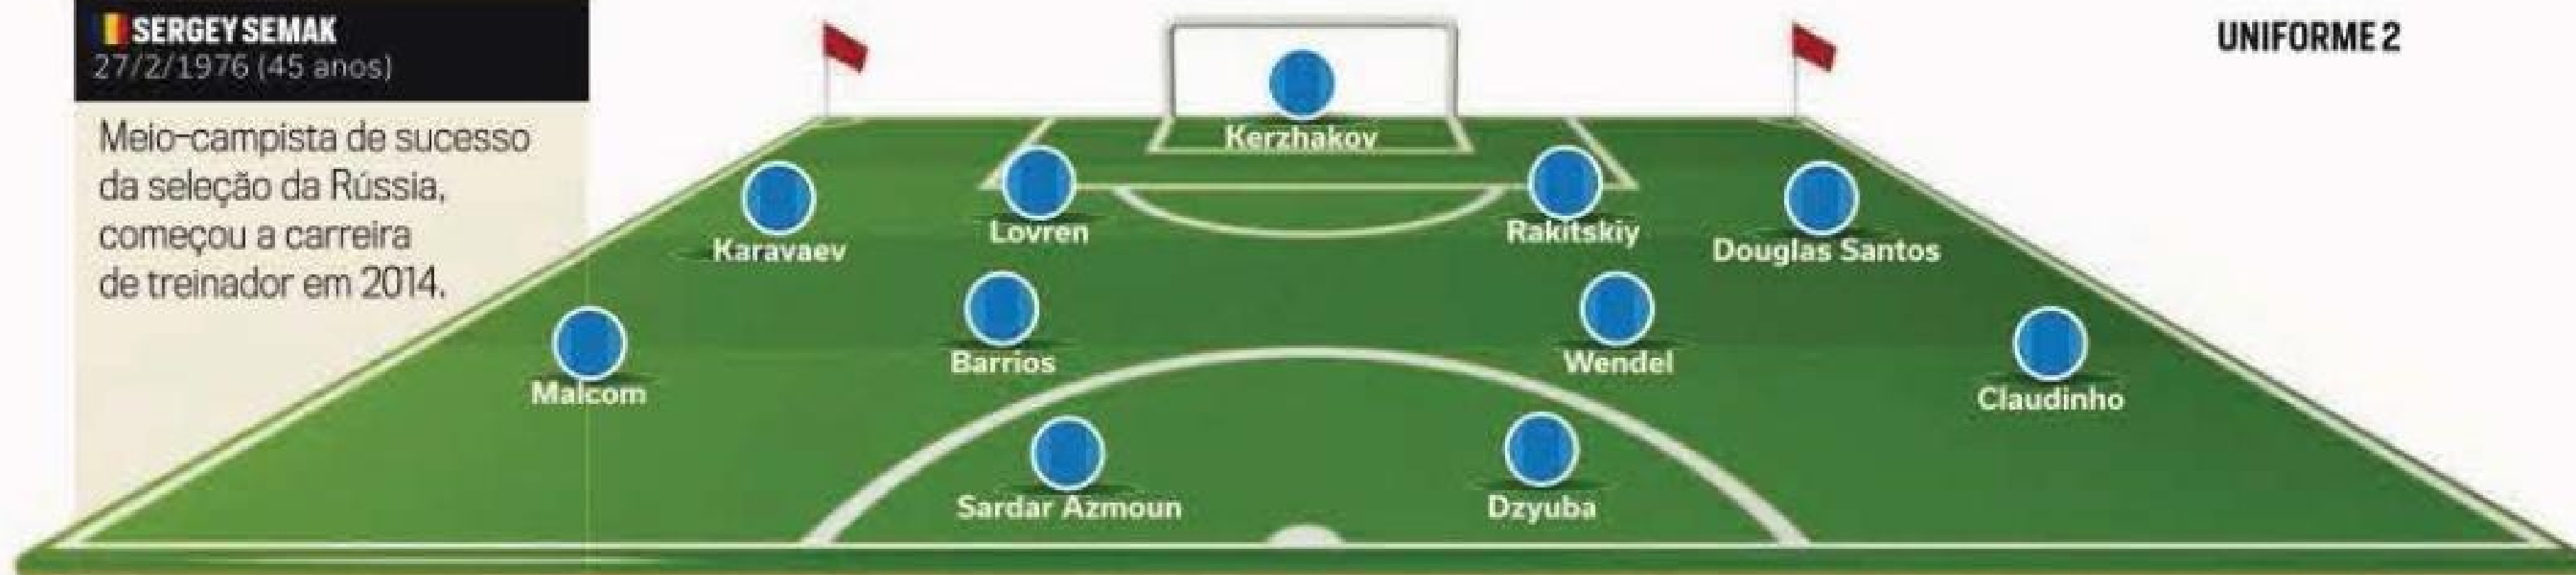 SERGEY SEMAK
27/2/1976 (45 anos)
Meio-campista de sucesso
da seleção da Rússia,
começou a carreira
de treinador em 2014.
UNIFORME 2
Kerzhakov
Karavaev
Lovren
Rakitskiy
Douglas Santos
Malcom
Barrios
Wendel
Claudinho
Sardar Azmoun
Dzyuba